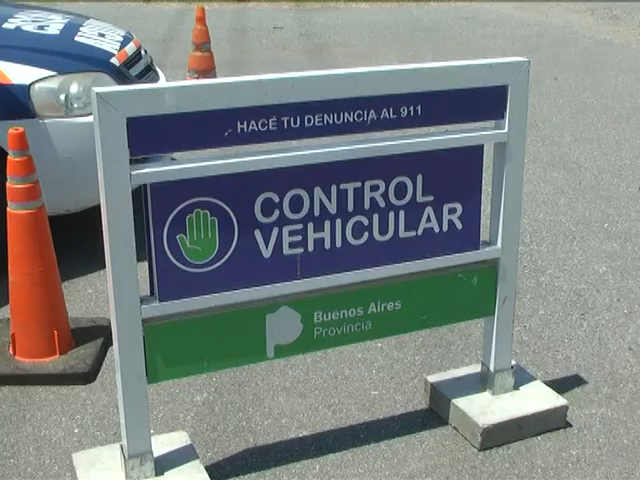 HACÉ TU DENUNCIA AL 911
CONTROL
VEHICULAR
Buenos Aires
Provincia